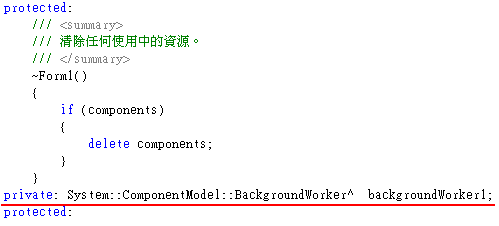 protected:
/// <summary>
/// 清除任何使用中的資源。
/// </summary>
~Form1()
{
if (components)
{
delete components;
}
}
private: System::ComponentModel::BackgroundWorker^  backgroundWorker1;
protected: